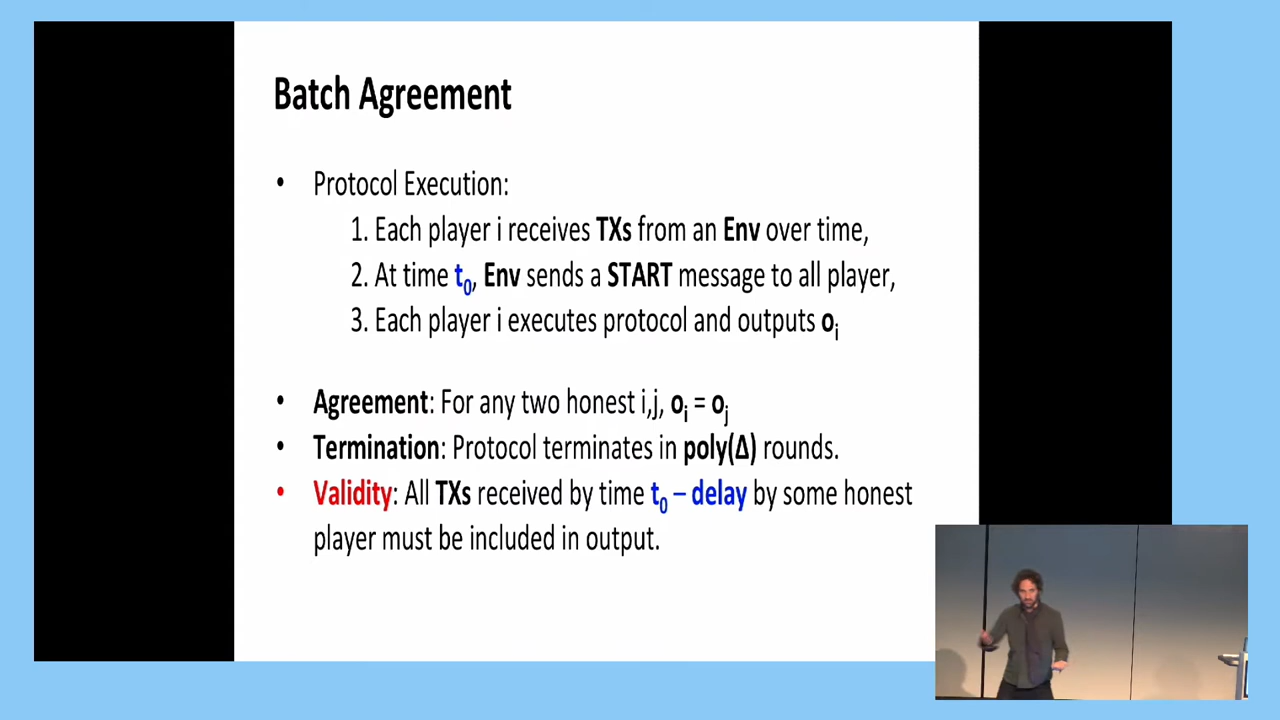 Batch Agreement
• Protocol Execution:
1. Each player i receives TXs from an Env over time,
2. At time t₀, Env sends a START message to all player,
3. Each player i executes protocol and outputs oᵢ
• Agreement: For any two honest i,j, oᵢ = oⱼ
• Termination: Protocol terminates in poly(Δ) rounds.
• Validity: All TXs received by time t₀ – delay by some honest
player must be included in output.